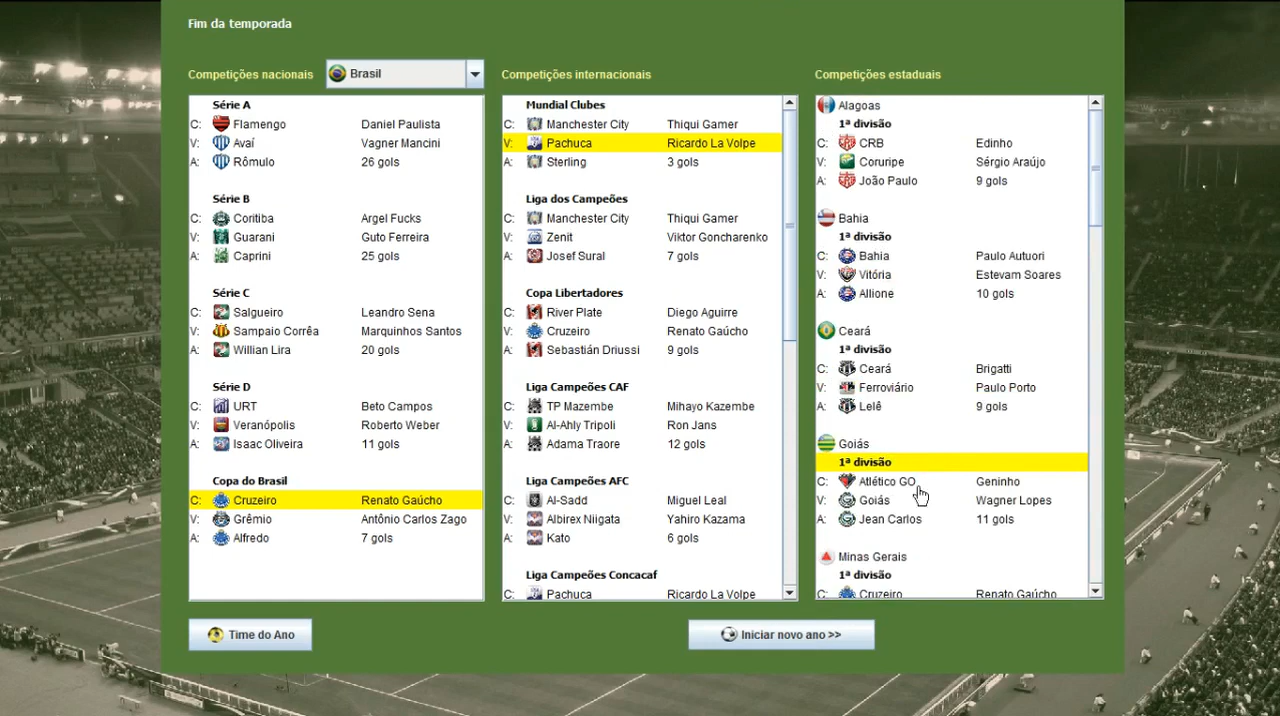 Fim da temporada
Competições nacionais
Brasil
Série A
C: Flamengo Daniel Paulista
V: Avaí Vagner Mancini
A: Rômulo 26 gols
Série B
C: Coritiba Argel Fucks
V: Guarani Guto Ferreira
A: Caprini 25 gols
Série C
C: Salgueiro Leandro Sena
V: Sampaio Corrêa Marquinhos Santos
A: Willian Lira 20 gols
Série D
C: URT Beto Campos
V: Veranópolis Roberto Weber
A: Isaac Oliveira 11 gols
Copa do Brasil
C: Cruzeiro Renato Gaúcho
V: Grêmio Antônio Carlos Zago
A: Alfredo 7 gols
Time do Ano
Competições internacionais
Mundial Clubes
C: Manchester City Thiqui Gamer
V: Pachuca Ricardo La Volpe
A: Sterling 3 gols
Liga dos Campeões
C: Manchester City Thiqui Gamer
V: Zenit Viktor Goncharenko
A: Josef Sural 7 gols
Copa Libertadores
C: River Plate Diego Aguirre
V: Cruzeiro Renato Gaúcho
A: Sebastián Driussi 9 gols
Liga Campeões CAF
C: TP Mazembe Mihayo Kazembe
V: Al-Ahly Tripoli Ron Jans
A: Adama Traore 12 gols
Liga Campeões AFC
C: Al-Sadd Miguel Leal
V: Albirex Niigata Yahiro Kazama
A: Kato 6 gols
Liga Campeões Concacaf
C: Pachuca Ricardo La Volpe
Competições estaduais
Alagoas
1ª divisão
C: CRB Edinho
V: Coruripe Sérgio Araújo
A: João Paulo 9 gols
Bahia
1ª divisão
C: Bahia Paulo Autuori
V: Vitória Estevam Soares
A: Allione 10 gols
Ceará
1ª divisão
C: Ceará Brigatti
V: Ferroviário Paulo Porto
A: Lelê 9 gols
Goiás
1ª divisão
C: Atlético GO Geninho
V: Goiás Wagner Lopes
A: Jean Carlos 11 gols
Minas Gerais
1ª divisão
C: Cruzeiro Renato Gaúcho
Iniciar novo ano >>